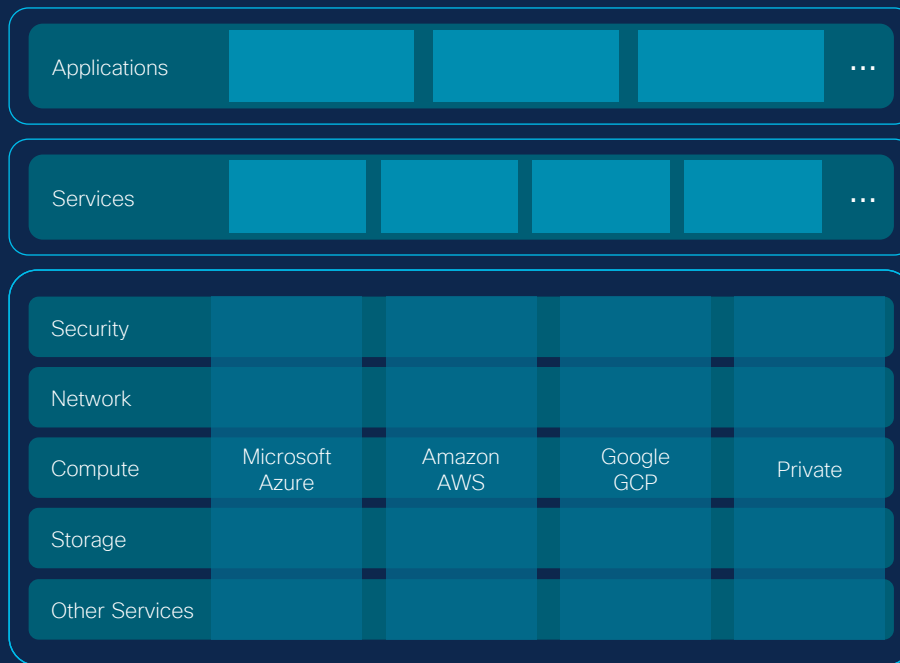 Applications
...
Services
...
Security
Network
Compute
Microsoft
Azure
Amazon
AWS
Google
GCP
Private
Storage
Other Services